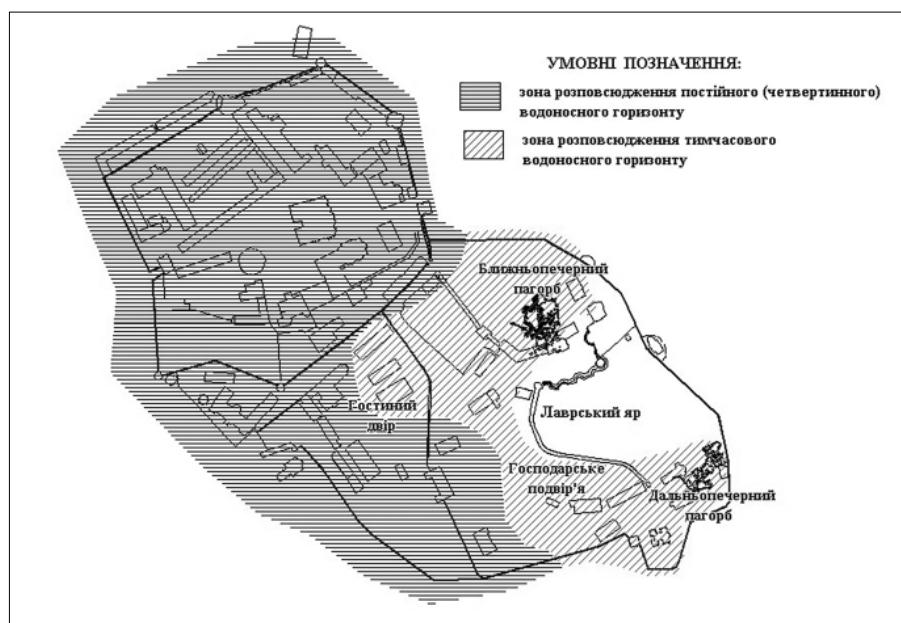 УМОВНІ ПОЗНАЧЕННЯ:
зона розповсюдження постійного (четвертинного)
водоносного горизонту
зона розповсюдження тимчасового
водоносного горизонту
Ближньопечерний
пагорб
Гостиний
двір
Лаврський яр
Господарське
подвір'я
Дальньопечерний
пагорб